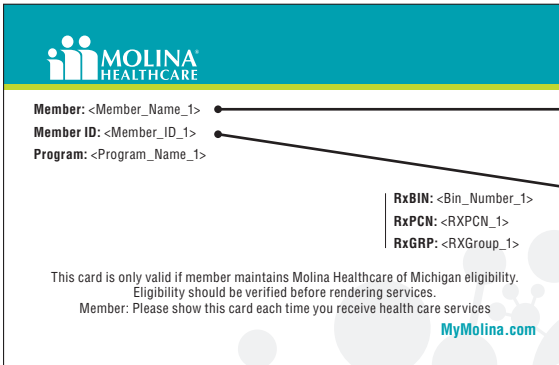 MOLINA®
HEALTHCARE
Member: <Member_Name_1>
Member ID: <Member_ID_1>
Program: <Program_Name_1>
RxBIN: <Bin_Number_1>
RxPCN: <RXPCN_1>
RxGRP: <RXGroup_1>
This card is only valid if member maintains Molina Healthcare of Michigan eligibility.
Eligibility should be verified before rendering services.
Member: Please show this card each time you receive health care services
MyMolina.com